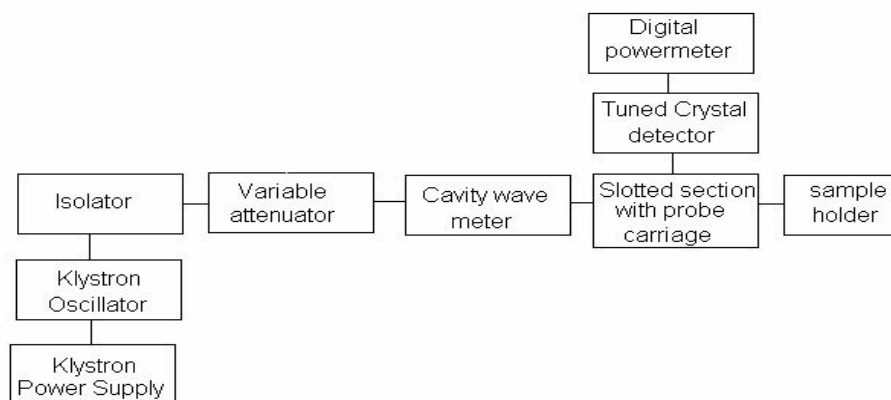 Digital
powermeter
Tuned Crystal
detector
Isolator
Variable
attenuator
Cavity wave
meter
Slotted section
with probe
carriage
sample
holder
Klystron
Oscillator
Klystron
Power Supply